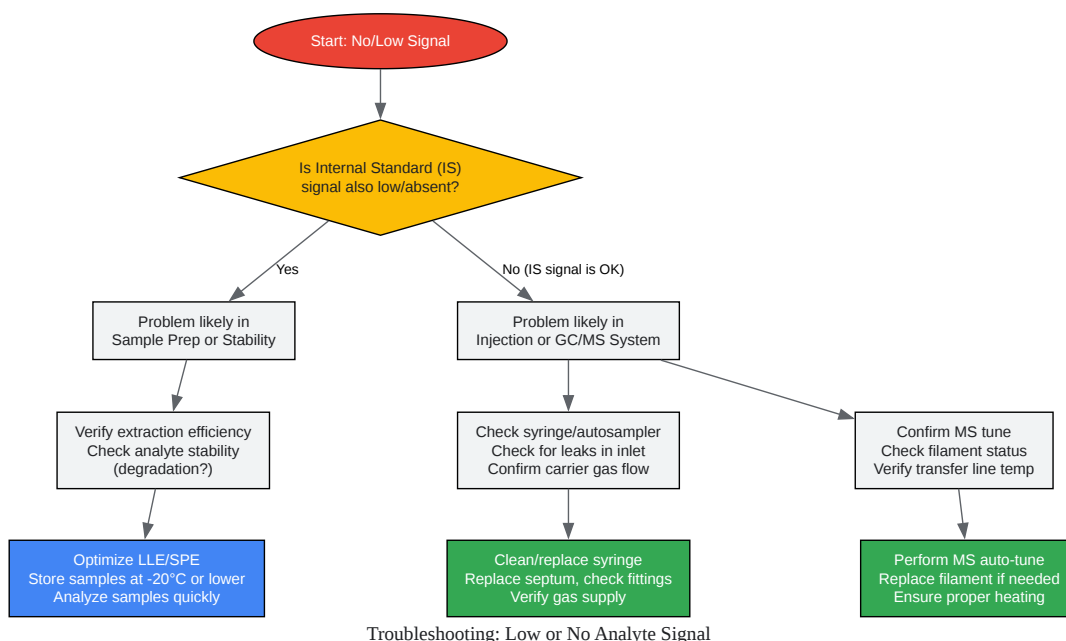 Start: No/Low Signal
Is Internal Standard (IS)
signal also low/absent?
Yes
No (IS signal is OK)
Problem likely in
Sample Prep or Stability
Problem likely in
Injection or GC/MS System
Verify extraction efficiency
Check analyte stability
(degradation?)
Check syringe/autosampler
Check for leaks in inlet
Confirm carrier gas flow
Confirm MS tune
Check filament status
Verify transfer line temp
Optimize LLE/SPE
Store samples at -20°C or lower
Analyze samples quickly
Clean/replace syringe
Replace septum, check fittings
Verify gas supply
Perform MS auto-tune
Replace filament if needed
Ensure proper heating
Troubleshooting: Low or No Analyte Signal